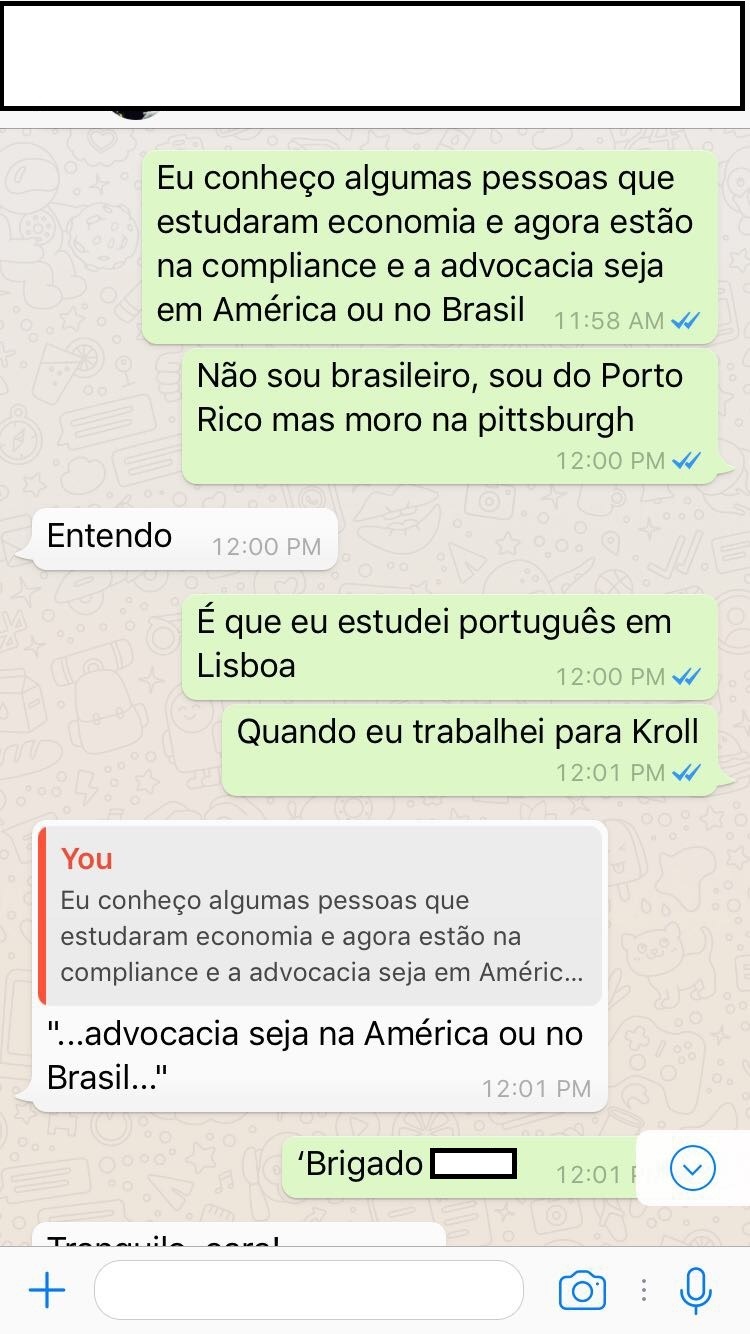 Eu conheço algumas pessoas que
estudaram economia e agora estão
na compliance e a advocacia seja
em América ou no Brasil 11:58 AM
Não sou brasileiro, sou do Porto
Rico mas moro na pittsburgh
12:00 PM
Entendo 12:00 PM
É que eu estudei português em
Lisboa 12:00 PM
Quando eu trabalhei para Kroll
12:01 PM
You
Eu conheço algumas pessoas que
estudaram economia e agora estão na
compliance e a advocacia seja em Améric...
"...advocacia seja na América ou no
Brasil..." 12:01 PM
‘Brigado 12:01